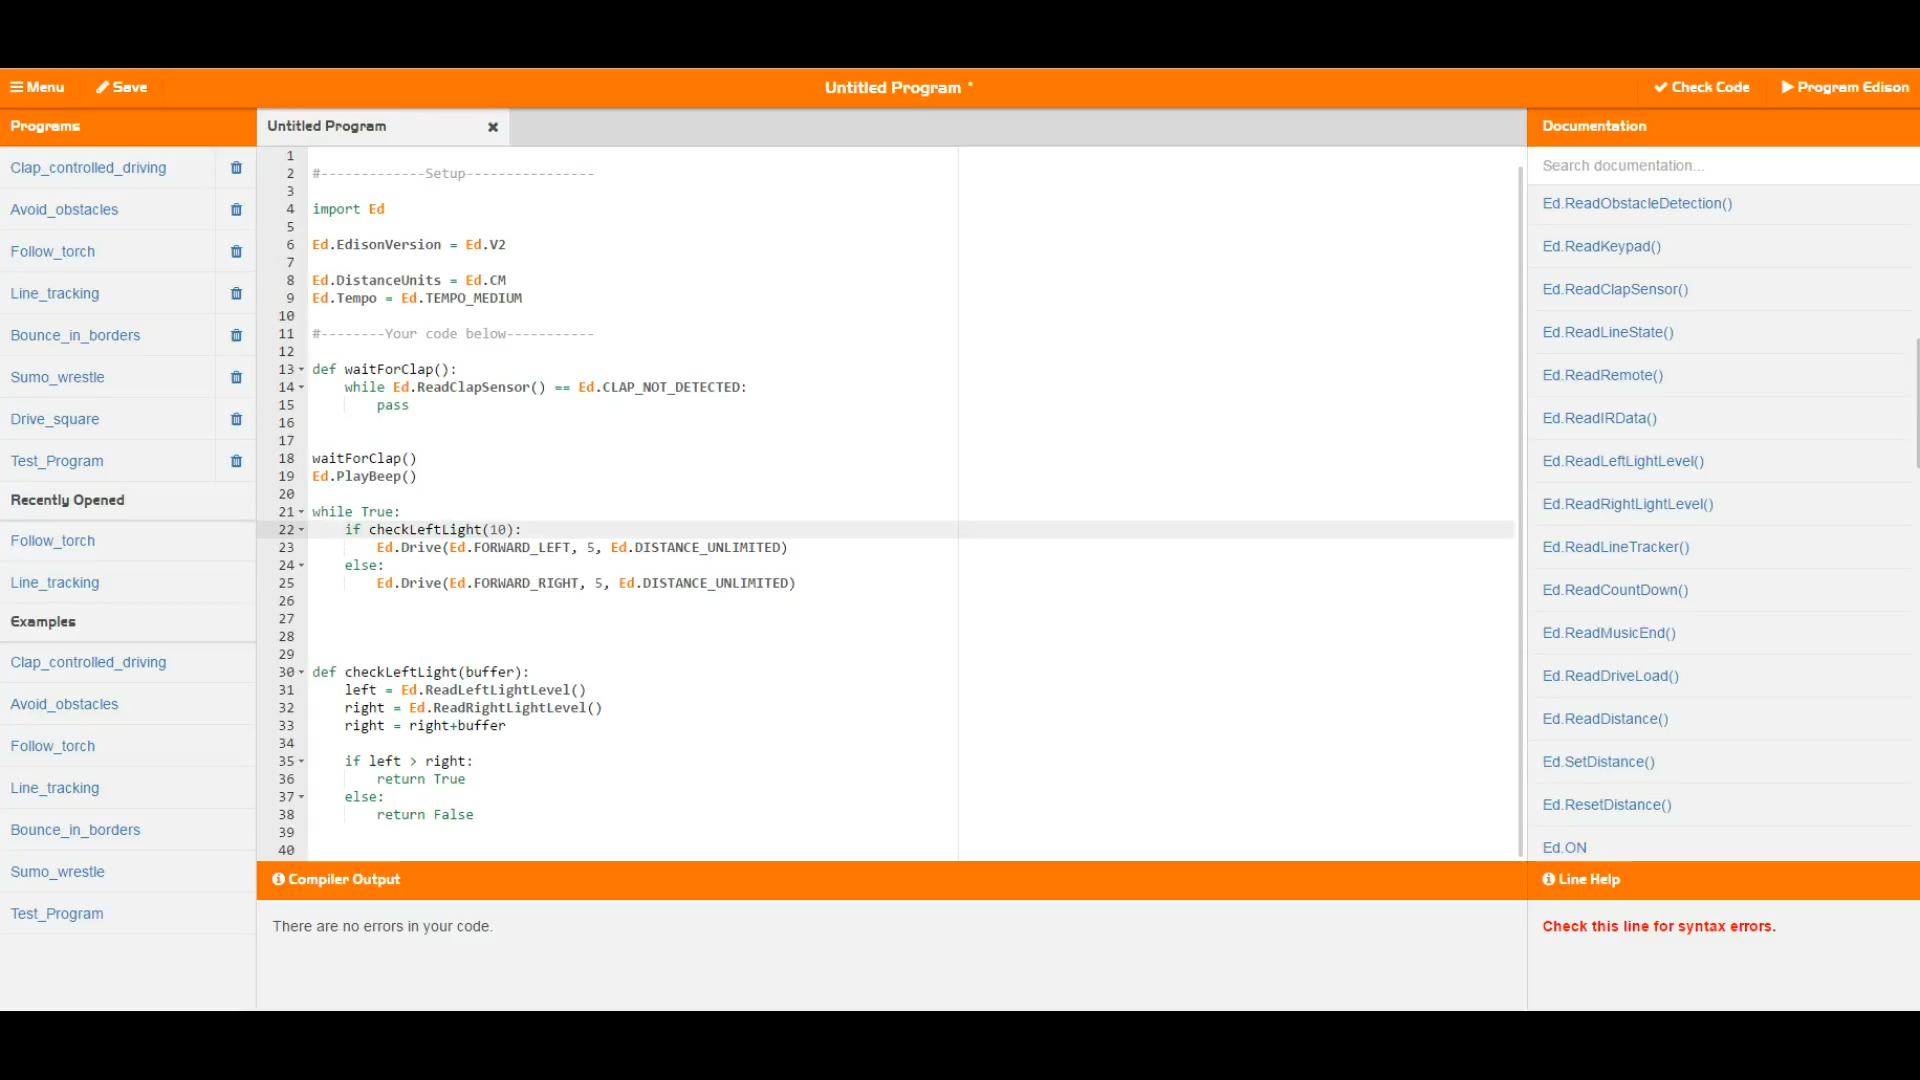 Menu Save Untitled Program * Check Code Program Edison
Programs
Clap_controlled_driving
Avoid_obstacles
Follow_torch
Line_tracking
Bounce_in_borders
Sumo_wrestle
Drive_square
Test_Program
Recently Opened
Follow_torch
Line_tracking
Examples
Clap_controlled_driving
Avoid_obstacles
Follow_torch
Line_tracking
Bounce_in_borders
Sumo_wrestle
Test_Program
Untitled Program
1
2 #-------------Setup----------------
3
4 import Ed
5
6 Ed.EdisonVersion = Ed.V2
7
8 Ed.DistanceUnits = Ed.CM
9 Ed.Tempo = Ed.TEMPO_MEDIUM
10
11 #--------Your code below-----------
12
13 def waitForClap():
14     while Ed.ReadClapSensor() == Ed.CLAP_NOT_DETECTED:
15         pass
16
17
18 waitForClap()
19 Ed.PlayBeep()
20
21 while True:
22     if checkLeftLight(10):
23         Ed.Drive(Ed.FORWARD_LEFT, 5, Ed.DISTANCE_UNLIMITED)
24     else:
25         Ed.Drive(Ed.FORWARD_RIGHT, 5, Ed.DISTANCE_UNLIMITED)
26
27
28
29
30 def checkLeftLight(buffer):
31     left = Ed.ReadLeftLightLevel()
32     right = Ed.ReadRightLightLevel()
33     right = right+buffer
34
35     if left > right:
36         return True
37     else:
38         return False
39
40
Compiler Output
There are no errors in your code.
Documentation
Search documentation...
Ed.ReadObstacleDetection()
Ed.ReadKeypad()
Ed.ReadClapSensor()
Ed.ReadLineState()
Ed.ReadRemote()
Ed.ReadIRData()
Ed.ReadLeftLightLevel()
Ed.ReadRightLightLevel()
Ed.ReadLineTracker()
Ed.ReadCountDown()
Ed.ReadMusicEnd()
Ed.ReadDriveLoad()
Ed.ReadDistance()
Ed.SetDistance()
Ed.ResetDistance()
Ed.ON
Line Help
Check this line for syntax errors.